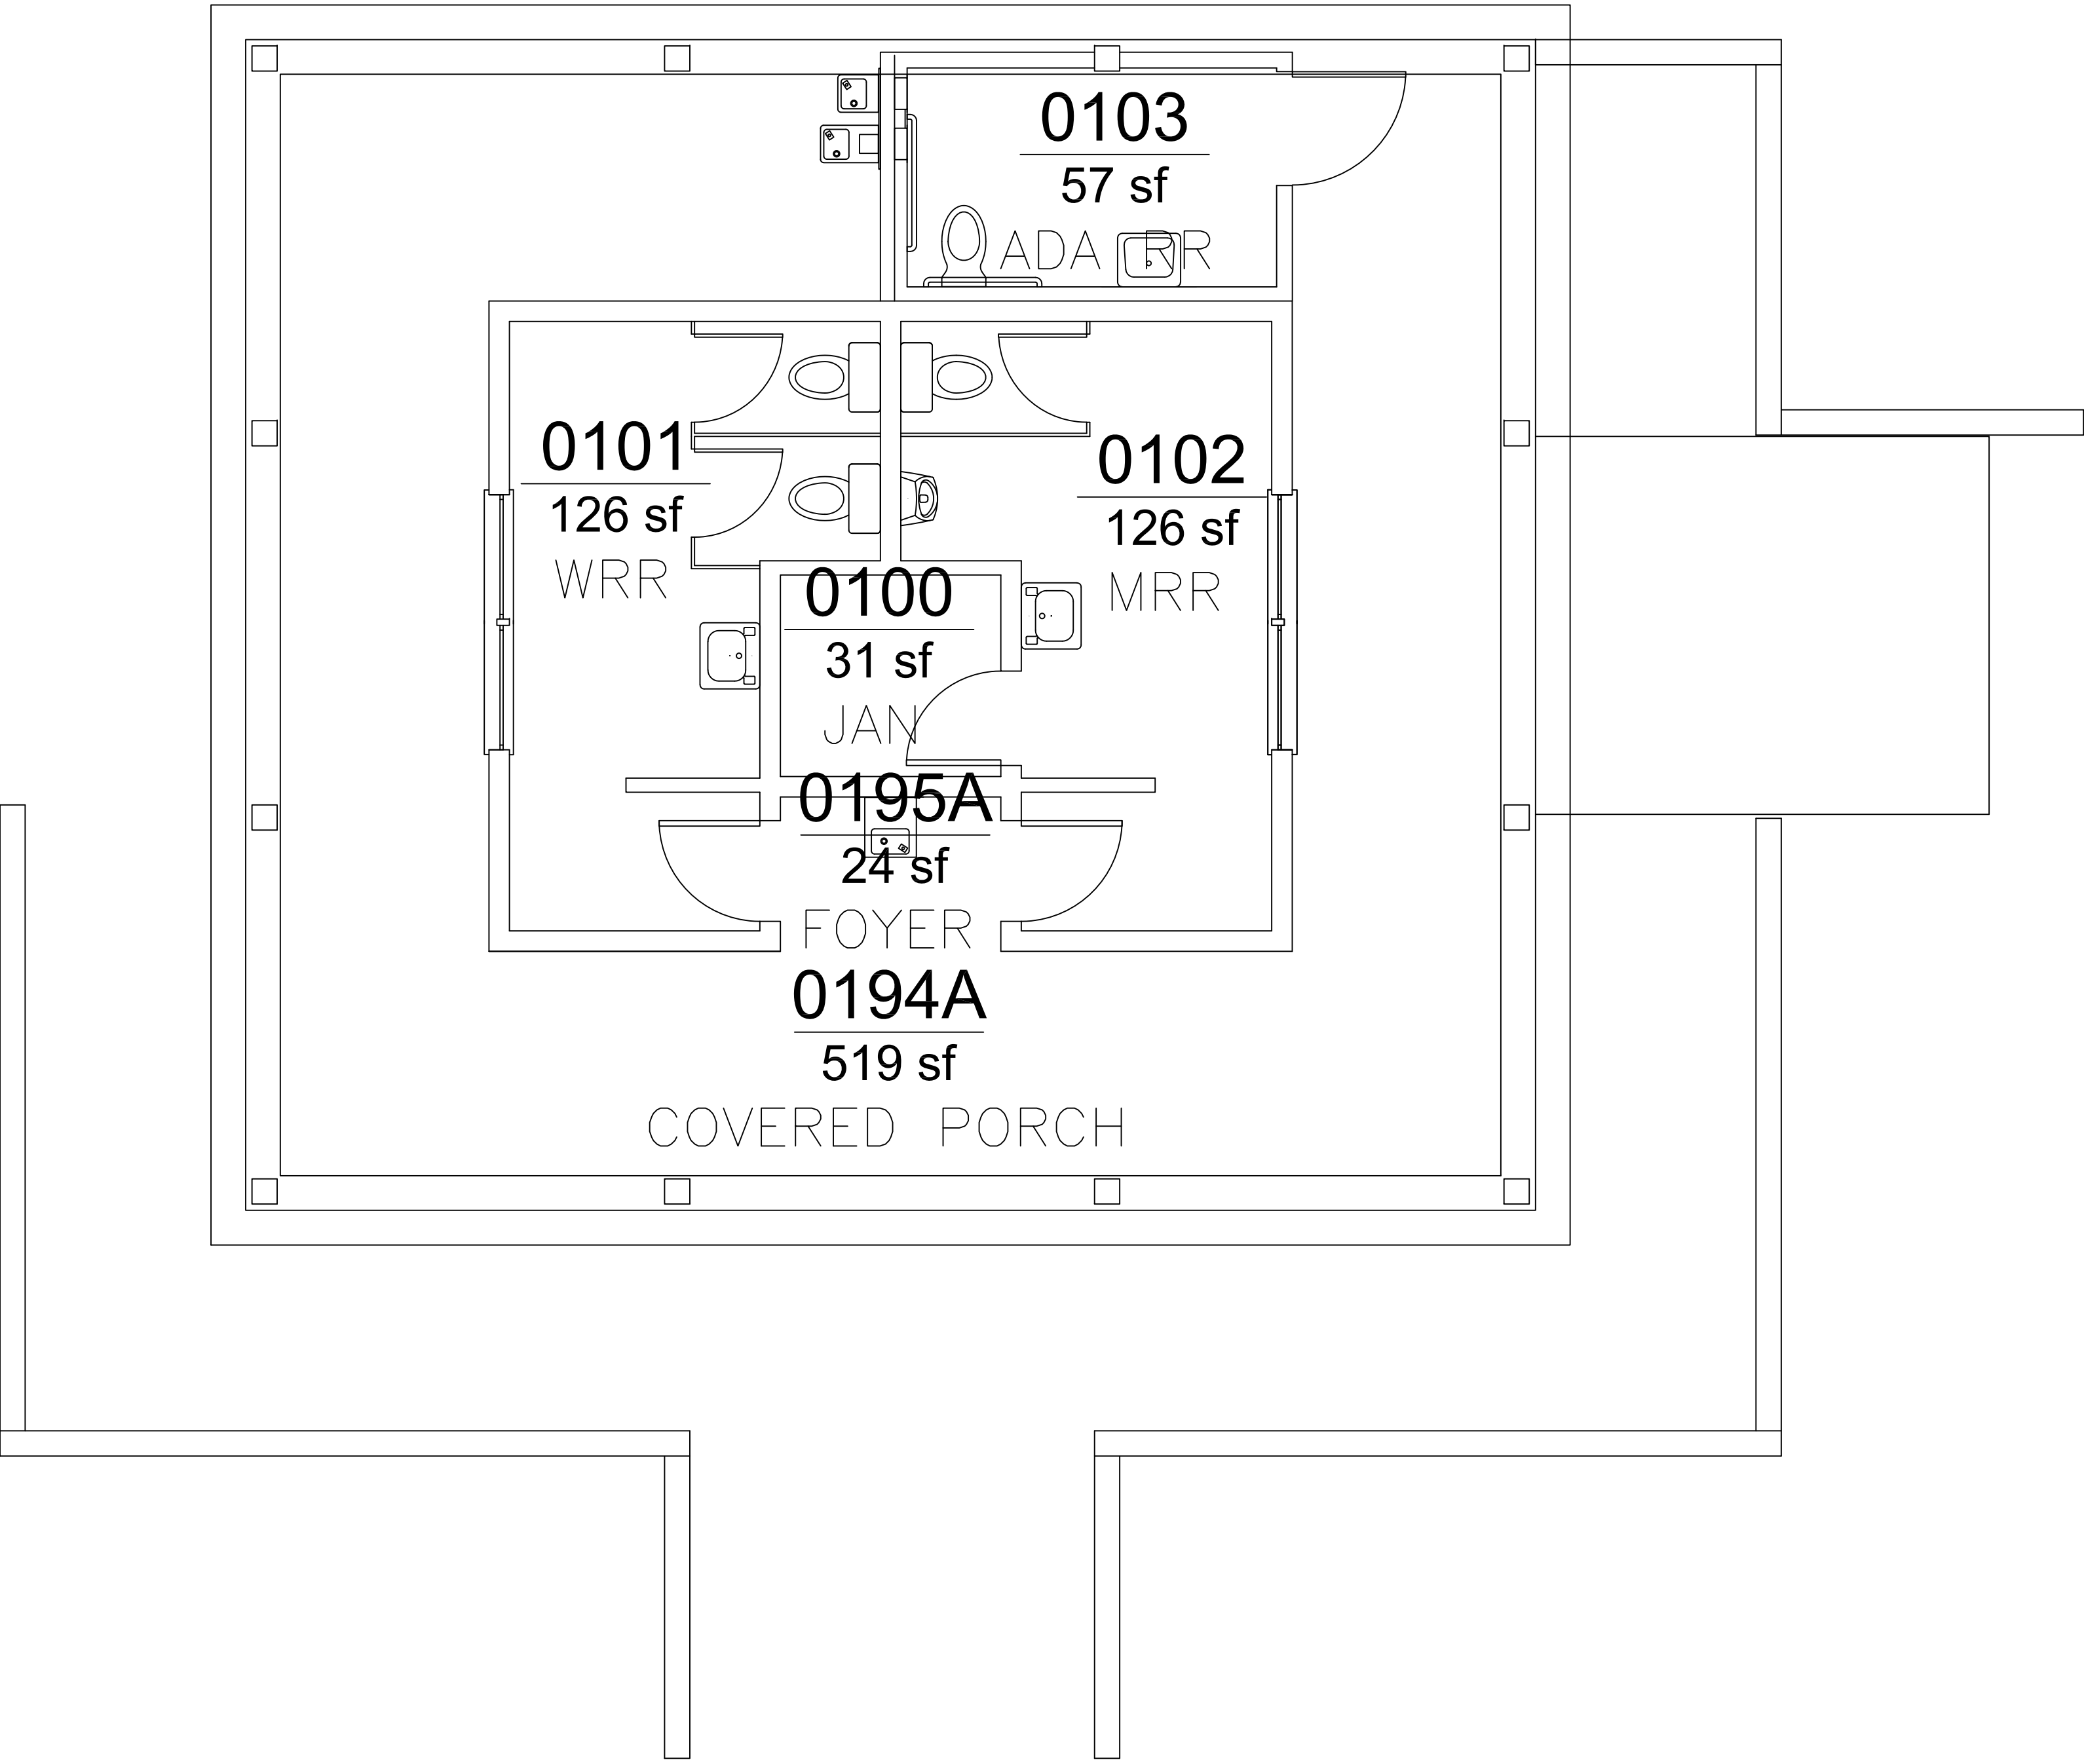 0103
57 sf
ADA RR
0101
126 sf
WRR
0102
126 sf
MRR
0100
31 sf
JAN
0195A
24 sf
FOYER
0194A
519 sf
COVERED PORCH